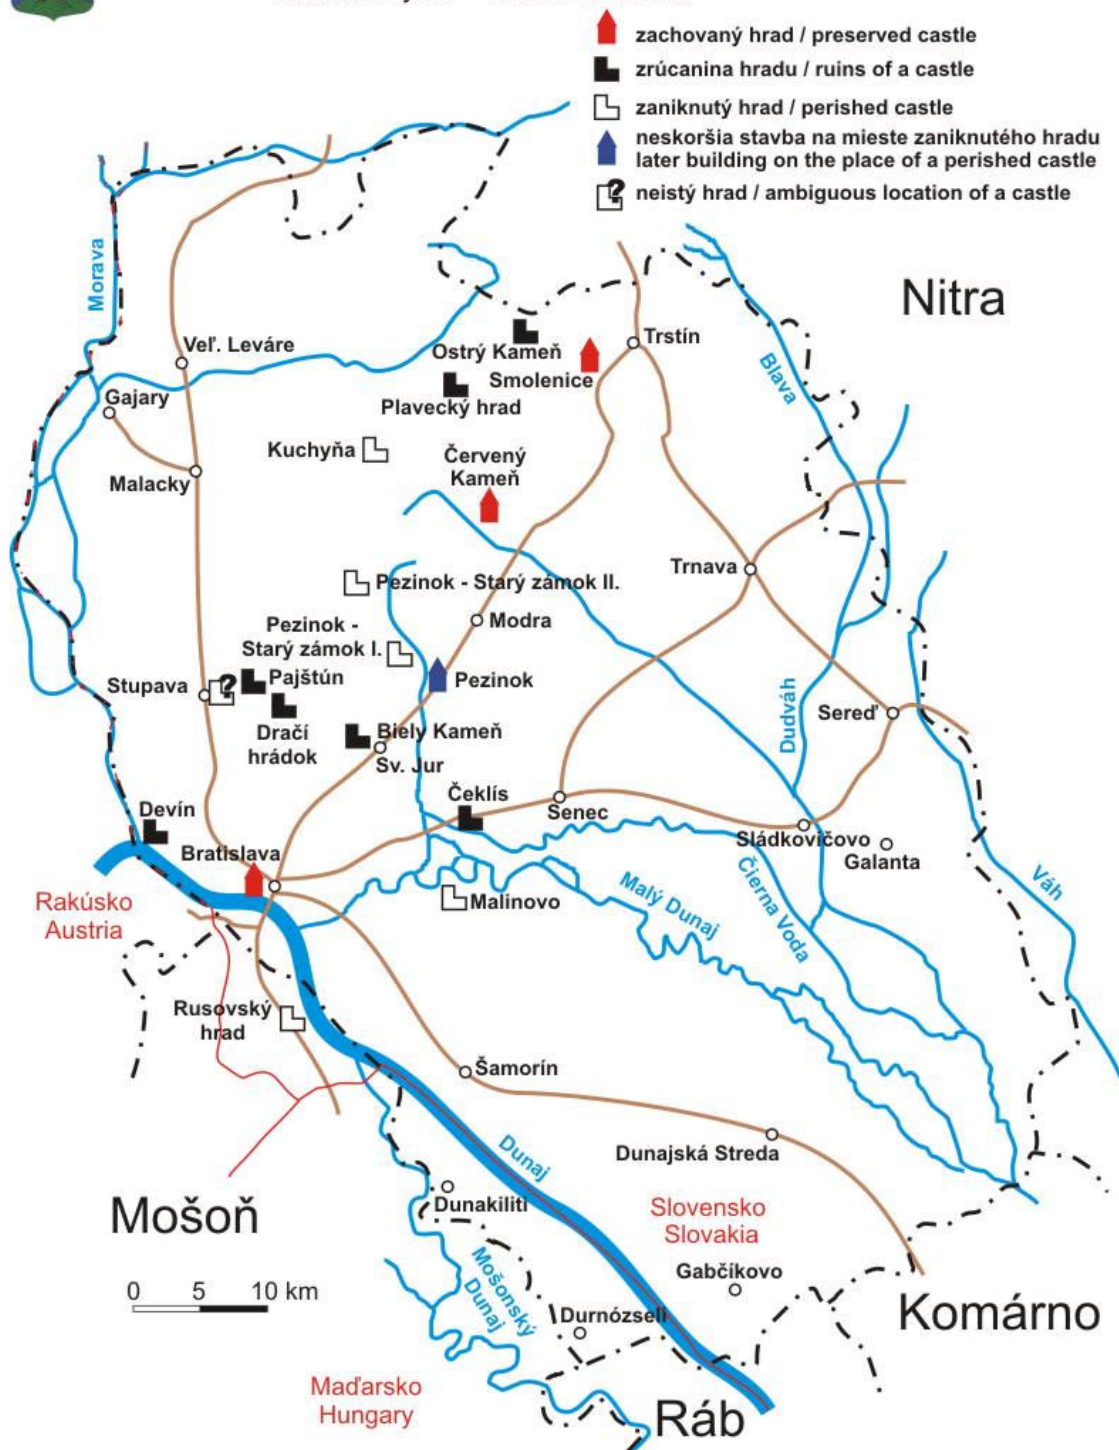 zachovaný hrad / preserved castle
zrúcanina hradu / ruins of a castle
zaniknutý hrad / perished castle
neskoršia stavba na mieste zaniknutého hradu
later building on the place of a perished castle
?
neistý hrad / ambiguous location of a castle
Morava
Nitra
Veľ. Leváre
Ostrý Kameň
Trstín
Smolenice
Blava
Gajary
Plavecký hrad
Kuchyňa
Červený
Kameň
Malacky
Trnava
Pezinok - Starý zámok II.
Modra
Pezinok -
Starý zámok I.
Stupava
?
Pajštún
Pezinok
Dudváh
Sereď
Dračí
hrádok
Biely Kameň
Sv. Jur
Čeklís
Senec
Devín
Sládkovičovo
Galanta
Bratislava
Rakúsko
Austria
Malinovo
Malý Dunaj
Čierna Voda
Váh
Rusovský
hrad
Šamorín
Dunajská Streda
Dunaj
Mošoň
Dunakiliti
Slovensko
Slovakia
Gabčíkovo
0 5 10 km
Mošonský
Dunaj
Durnózseli
Komárno
Maďarsko
Hungary
Ráb